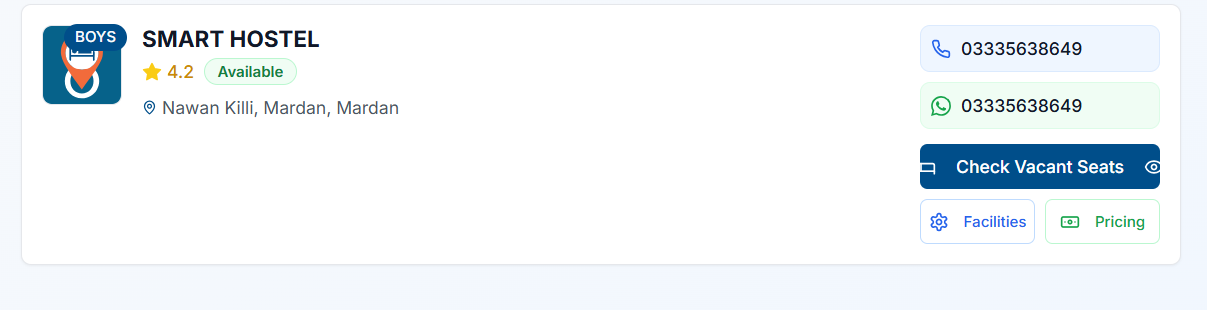 BOYS
SMART HOSTEL
4.2 Available
Nawan Killi, Mardan, Mardan
03335638649
03335638649
Check Vacant Seats
Facilities Pricing